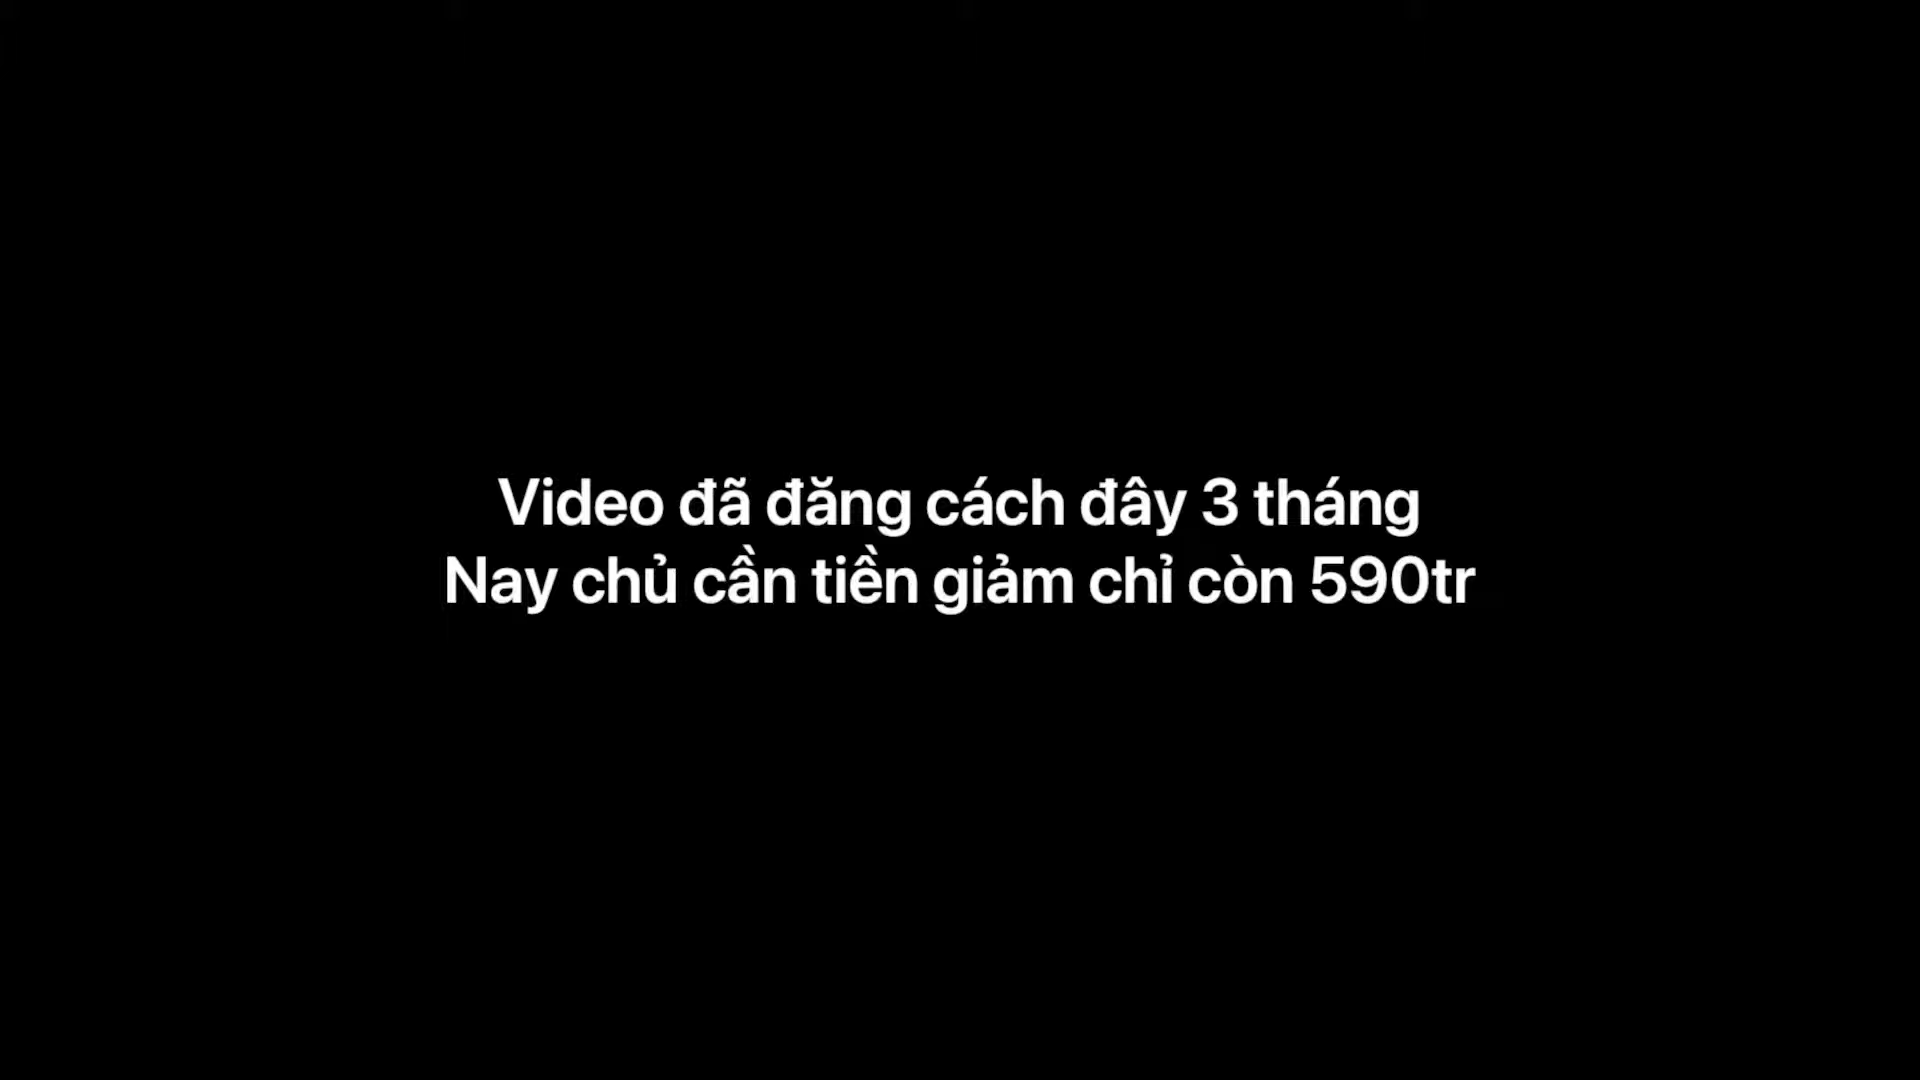 Video đã đăng cách đây 3 tháng
Nay chủ cần tiền giảm chỉ còn 590tr